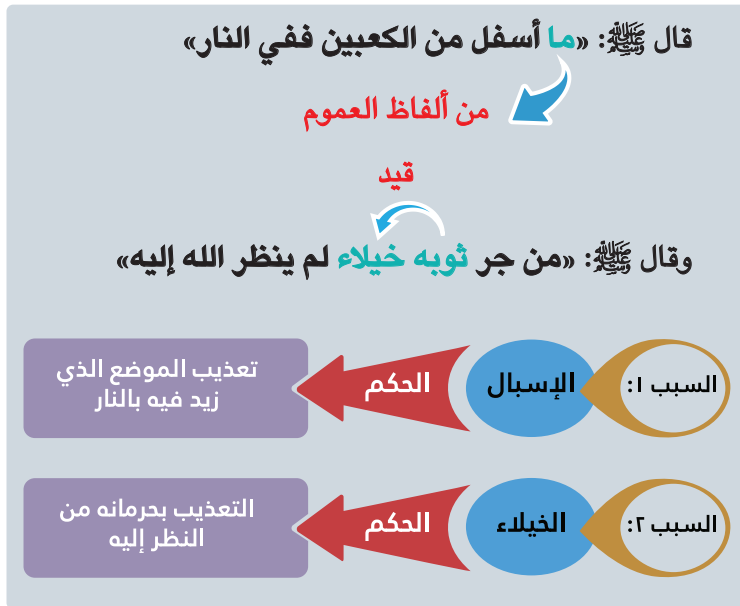 قال ﷺ: «ما أسفل من الكعبين ففي النار»
من ألفاظ العموم
قيد
وقال ﷺ: «من جر ثوبه خيلاء لم ينظر الله إليه»
السبب ١: الإسبال الحكم تعذيب الموضع الذي
زيد فيه بالنار
السبب ٢: الخيلاء الحكم التعذيب بحرمانه من
النظر إليه